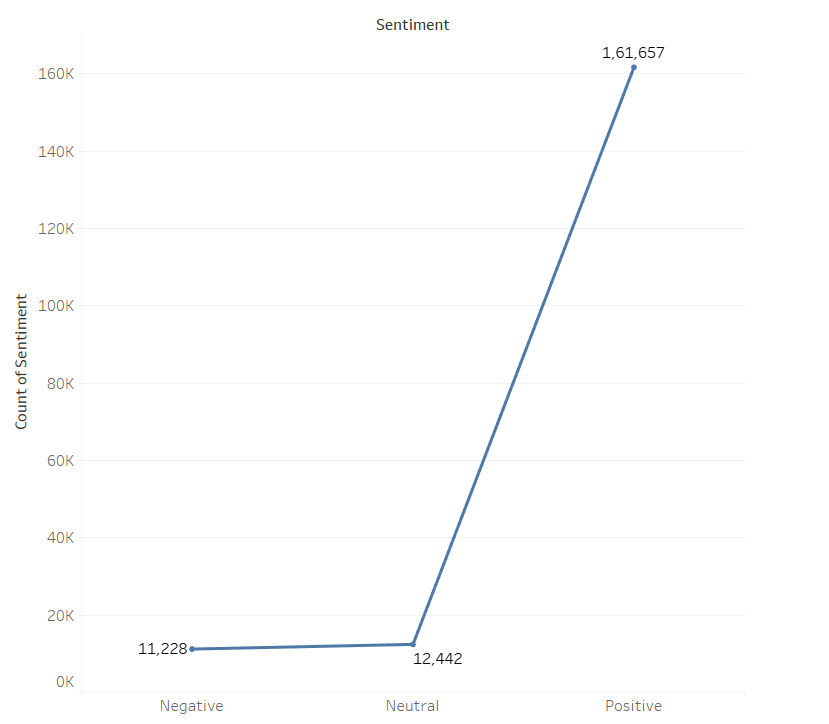 Sentiment
1,61,657
160K
140K
120K
100K
80K
60K
40K
20K
0K
Count of Sentiment
11,228
12,442
Negative
Neutral
Positive